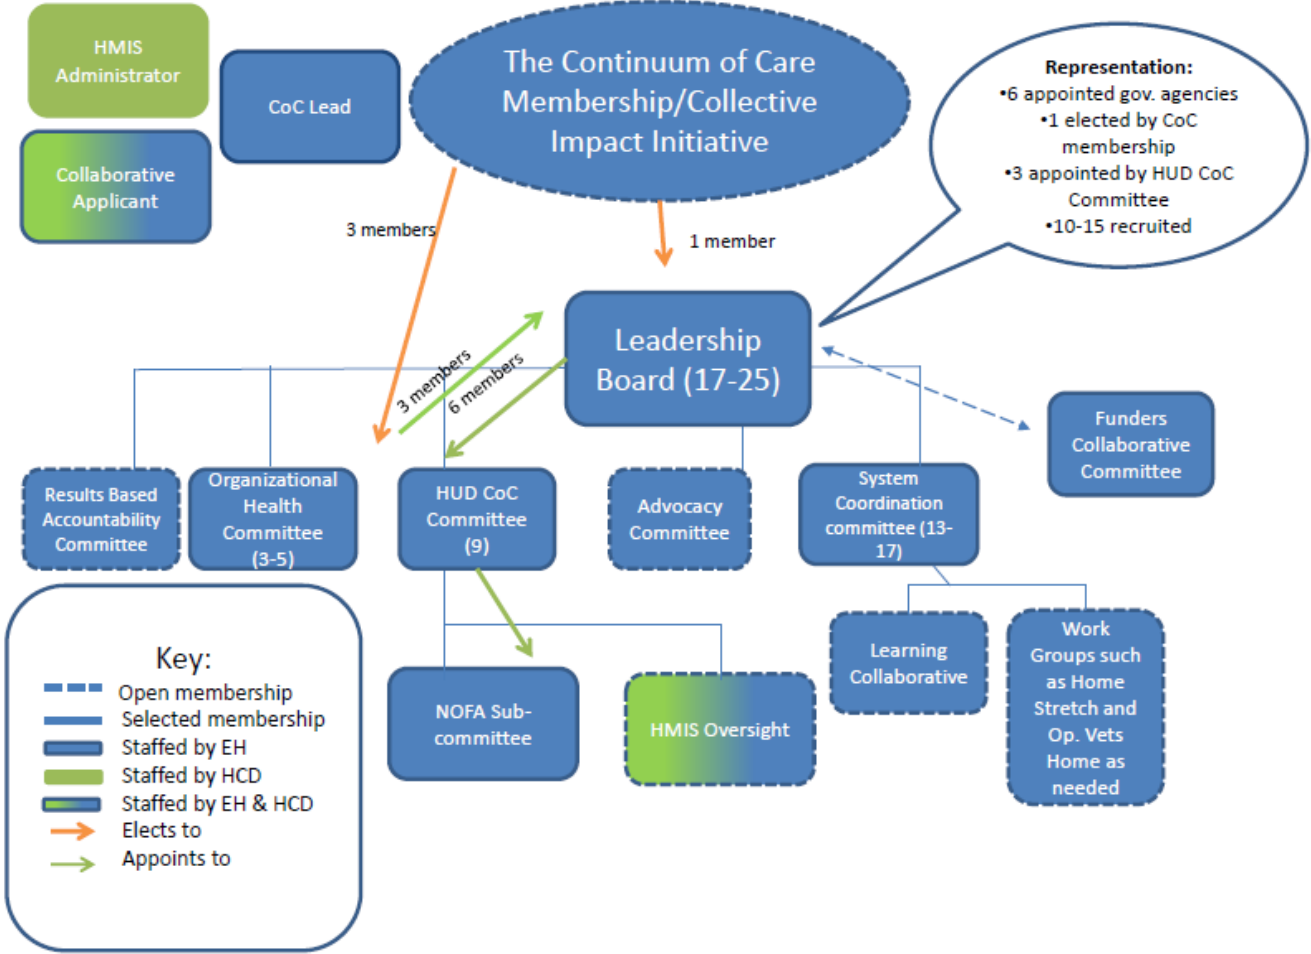 HMIS
Administrator
CoC Lead
Collaborative
Applicant
The Continuum of Care
Membership/Collective
Impact Initiative
Representation:
•6 appointed gov. agencies
•1 elected by CoC
membership
•3 appointed by HUD CoC
Committee
•10-15 recruited
3 members
1 member
Leadership
Board (17-25)
3 members
6 members
Funders
Collaborative
Committee
Results Based
Accountability
Committee
Organizational
Health
Committee
(3-5)
HUD CoC
Committee
(9)
Advocacy
Committee
System
Coordination
committee (13-
17)
NOFA Sub-
committee
HMIS Oversight
Learning
Collaborative
Work
Groups such
as Home
Stretch and
Op. Vets
Home as
needed
Key:
Open membership
Selected membership
Staffed by EH
Staffed by HCD
Staffed by EH & HCD
Elects to
Appoints to